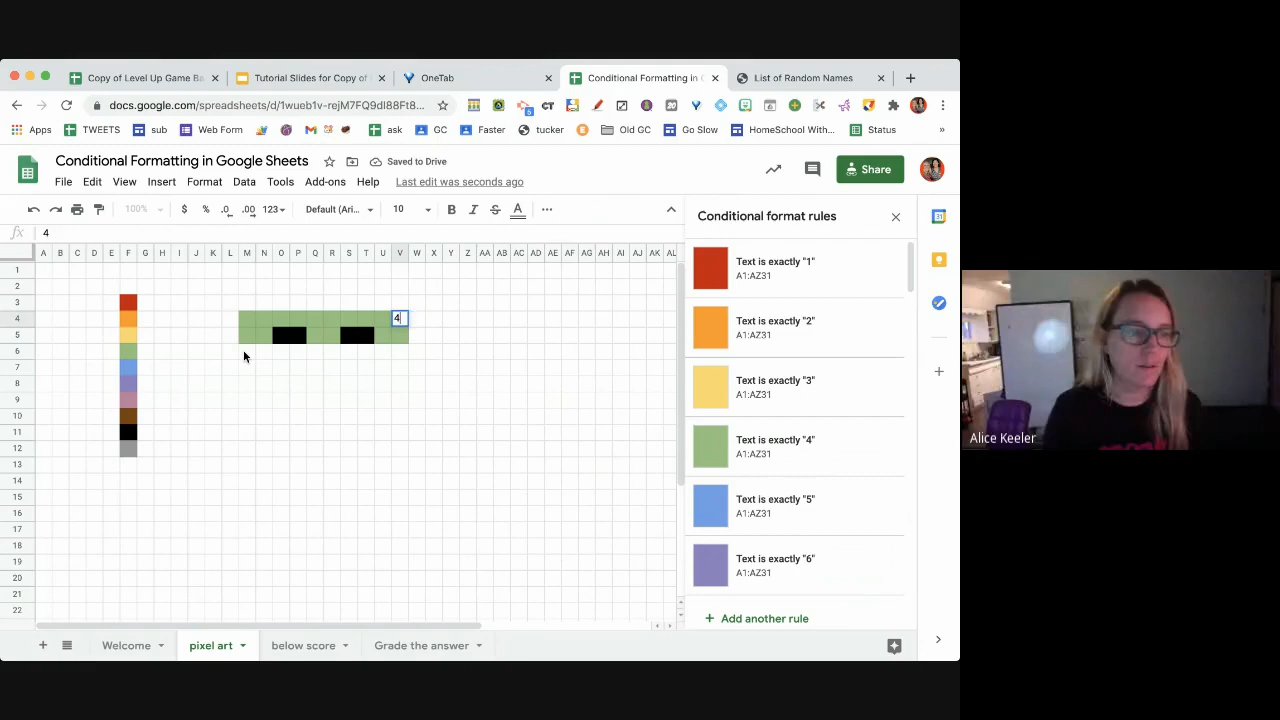 Copy of Level Up Game Ba
Tutorial Slides for Copy of
OneTab
Conditional Formatting in G
List of Random Names
docs.google.com/spreadsheets/d/1wueb1v-rejM7FQ9dI88Ft8...
Apps
TWEETS
sub
Web Form
ask
GC
Faster
tucker
Old GC
Go Slow
HomeSchool With...
Status
»
Conditional Formatting in Google Sheets
Saved to Drive
File Edit View Insert Format Data Tools Add-ons Help
Last edit was seconds ago
Share
100% $ % .0 .00 123 Default (Ari... 10 B I S A
fx 4
A B C D E F G H I J K L M N O P Q R S T U V W X Y Z AA AB AC AD AE AF AG AH AI AJ AK AL
1
2
3
4 4
5
6
7
8
9
10
11
12
13
14
15
16
17
18
19
20
21
22
Conditional format rules
Text is exactly "1"
A1:AZ31
Text is exactly "2"
A1:AZ31
Text is exactly "3"
A1:AZ31
Text is exactly "4"
A1:AZ31
Text is exactly "5"
A1:AZ31
Text is exactly "6"
A1:AZ31
+ Add another rule
Welcome
pixel art
below score
Grade the answer
Alice Keeler